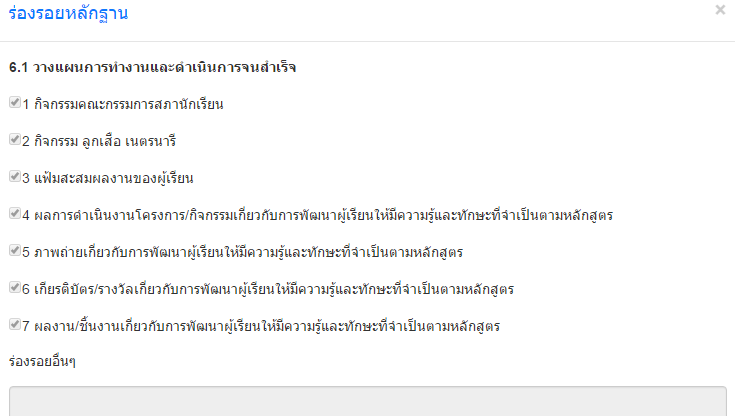 ร่องรอยหลักฐาน
×
6.1 วางแผนการทำงานและดำเนินการจนสำเร็จ
1 กิจกรรมคณะกรรมการสภานักเรียน
2 กิจกรรม ลูกเสือ เนตรนารี
3 แฟ้มสะสมผลงานของผู้เรียน
4 ผลการดำเนินงานโครงการ/กิจกรรมเกี่ยวกับการพัฒนาผู้เรียนให้มีความรู้และทักษะที่จำเป็นตามหลักสูตร
5 ภาพถ่ายเกี่ยวกับการพัฒนาผู้เรียนให้มีความรู้และทักษะที่จำเป็นตามหลักสูตร
6 เกียรติบัตร/รางวัลเกี่ยวกับการพัฒนาผู้เรียนให้มีความรู้และทักษะที่จำเป็นตามหลักสูตร
7 ผลงาน/ชิ้นงานเกี่ยวกับการพัฒนาผู้เรียนให้มีความรู้และทักษะที่จำเป็นตามหลักสูตร
ร่องรอยอื่นๆ